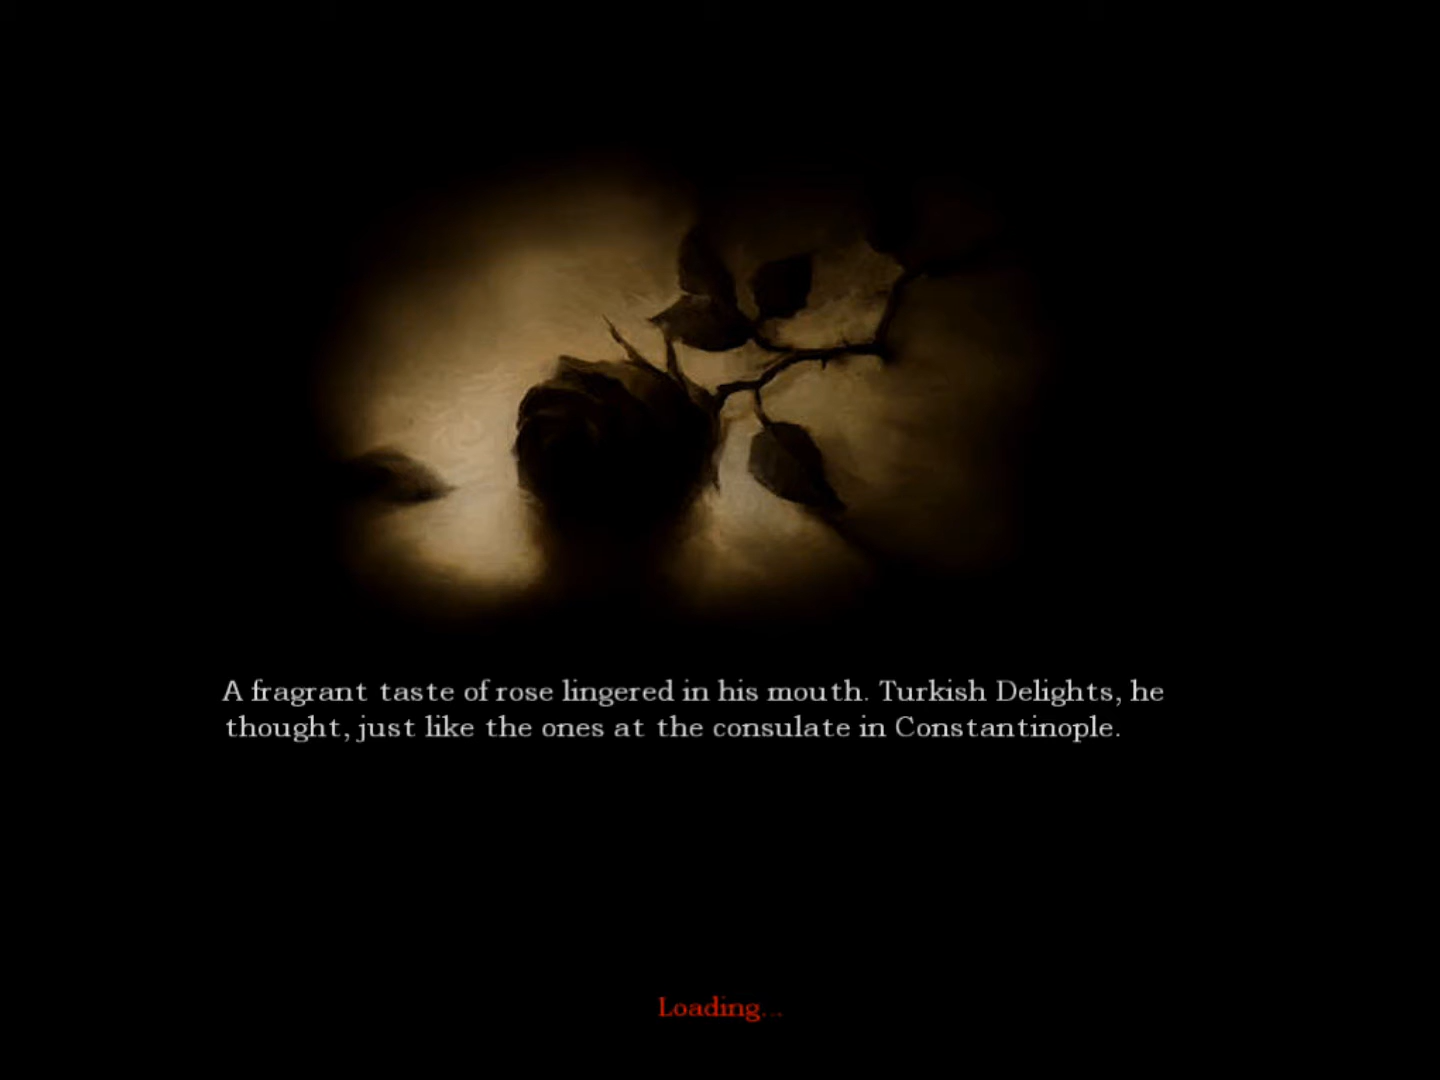 A fragrant taste of rose lingered in his mouth. Turkish Delights, he
thought, just like the ones at the consulate in Constantinople.
Loading...